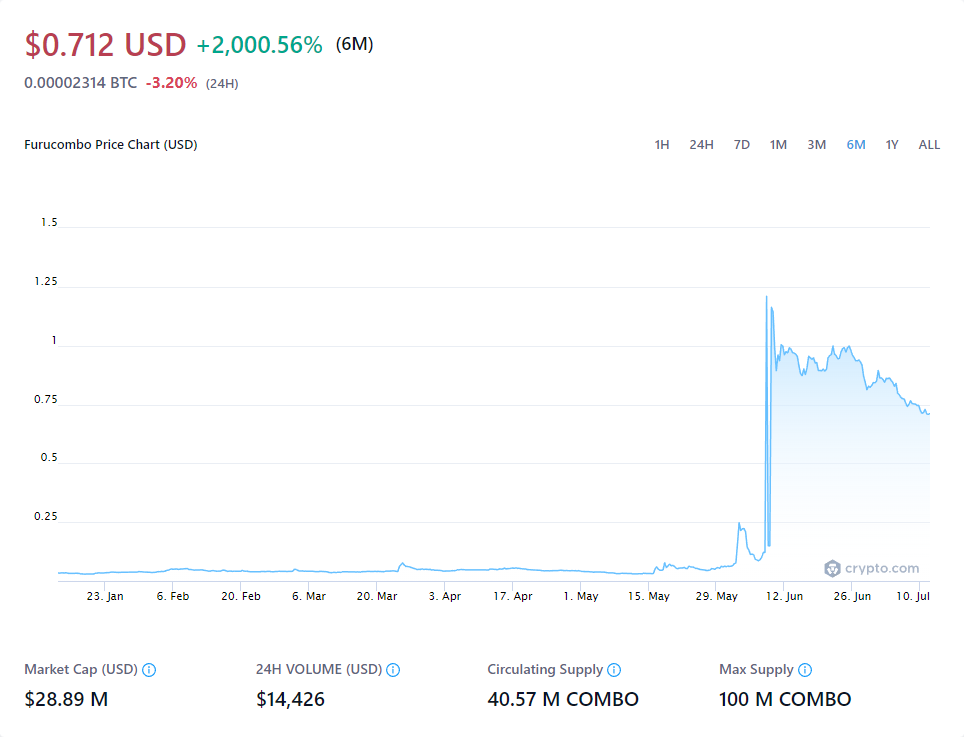 $0.712 USD +2,000.56% (6M)
0.00002314 BTC -3.20% (24H)
Furucombo Price Chart (USD) 1H 24H 7D 1M 3M 6M 1Y ALL
1.5
1.25
1
0.75
0.5
0.25
crypto.com
23. Jan 6. Feb 20. Feb 6. Mar 20. Mar 3. Apr 17. Apr 1. May 15. May 29. May 12. Jun 26. Jun 10. Jul
Market Cap (USD) 24H VOLUME (USD) Circulating Supply Max Supply
$28.89 M $14,426 40.57 M COMBO 100 M COMBO